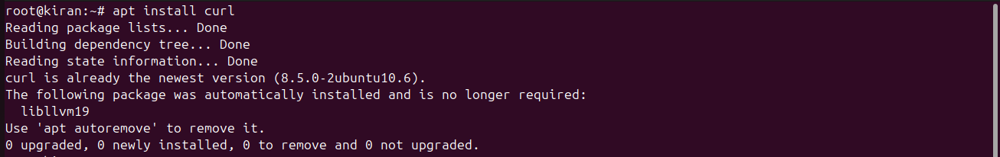 root@kiran:~# apt install curl
Reading package lists... Done
Building dependency tree... Done
Reading state information... Done
curl is already the newest version (8.5.0-2ubuntu10.6).
The following package was automatically installed and is no longer required:
  libllvm19
Use 'apt autoremove' to remove it.
0 upgraded, 0 newly installed, 0 to remove and 0 not upgraded.